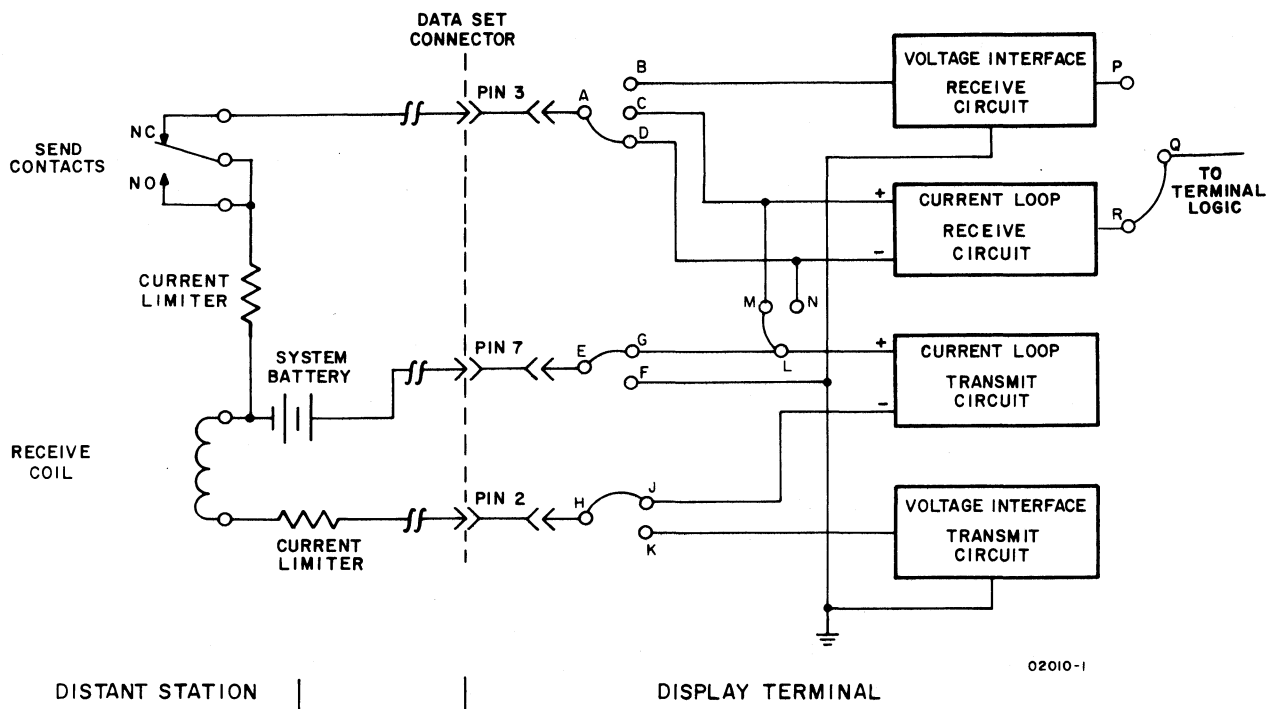 DATA SET
CONNECTOR
PIN 3
A
B
C
D
VOLTAGE INTERFACE
RECEIVE
CIRCUIT
P
SEND
CONTACTS
NC
NO
+
-
CURRENT LOOP
RECEIVE
CIRCUIT
R
Q
TO
TERMINAL
LOGIC
CURRENT
LIMITER
M
N
SYSTEM
BATTERY
PIN 7
E
G
F
L
+
-
CURRENT LOOP
TRANSMIT
CIRCUIT
RECEIVE
COIL
PIN 2
H
J
K
CURRENT
LIMITER
VOLTAGE INTERFACE
TRANSMIT
CIRCUIT
02010-1
DISTANT STATION
DISPLAY TERMINAL